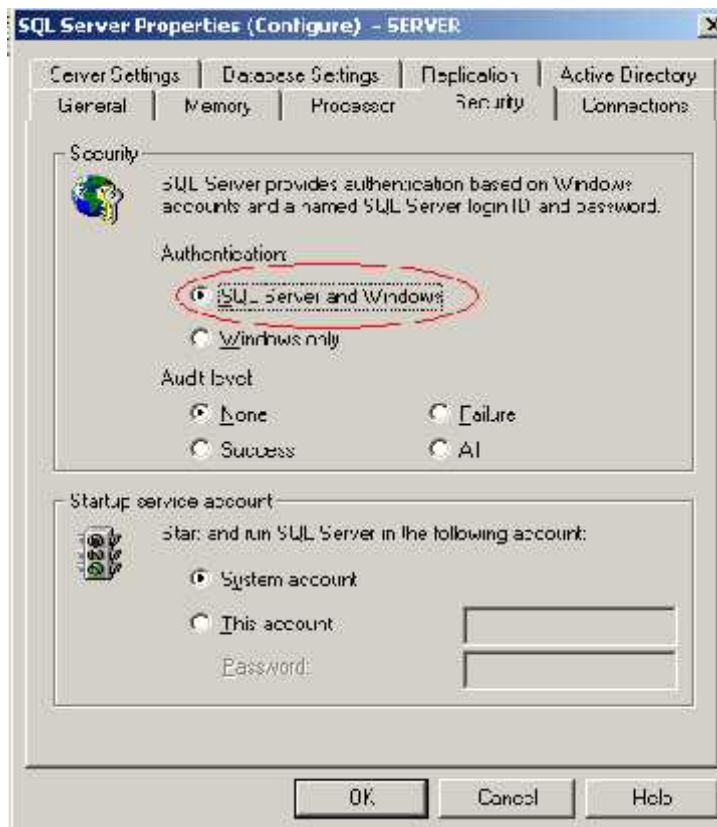 SQL Server Properties (Configure) - SERVER
Server Settings Database Settings Replication Active Directory
General Memory Processor Security Connections
Security
SQL Server provides authentication based on Windows
accounts and a named SQL Server login ID and password.
Authentication:
SQL Server and Windows
Windows only
Audit level:
None Failure
Success All
Startup service account
Start and run SQL Server in the following account:
System account
This account
Password:
OK Cancel Help